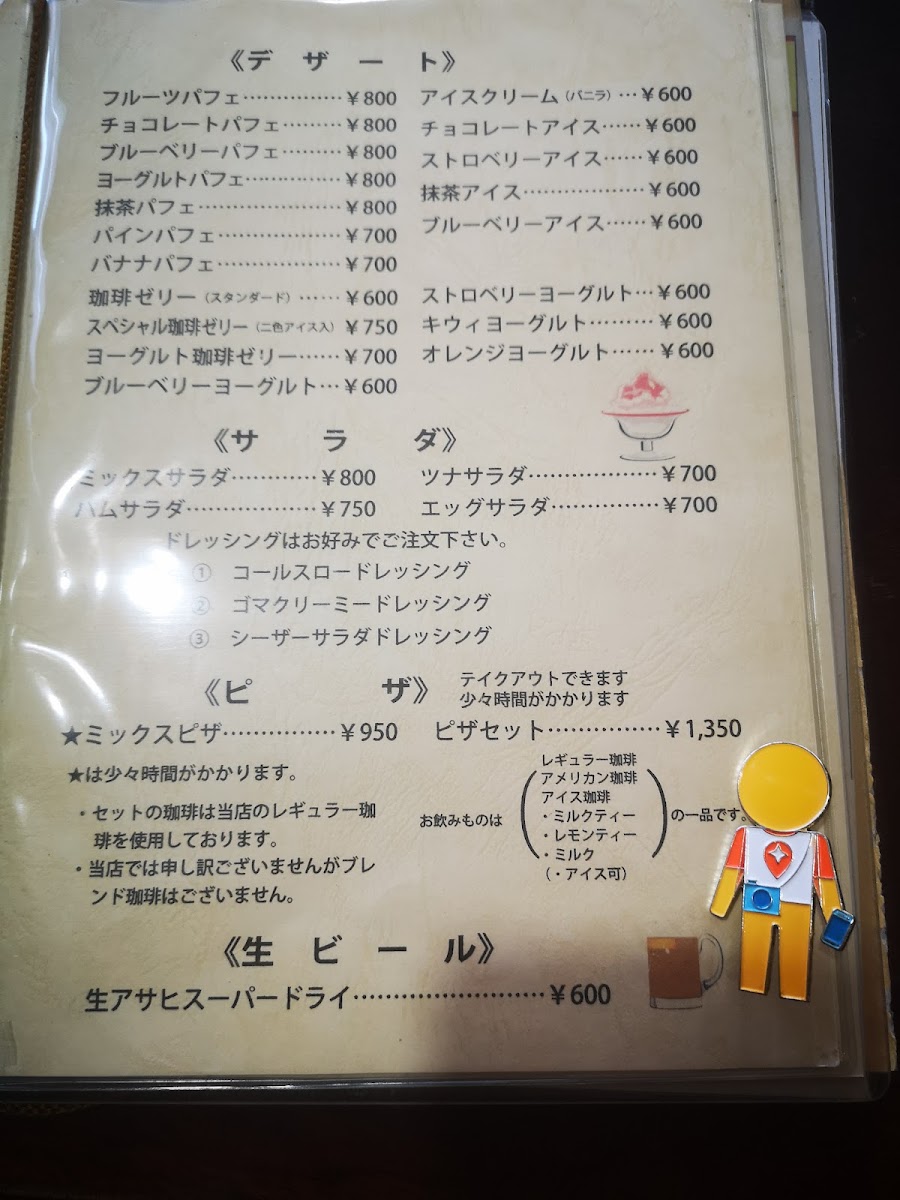 《デザート》
フルーツパフェ……………￥800
チョコレートパフェ………￥800
ブルーベリーパフェ………￥800
ヨーグルトパフェ…………￥800
抹茶パフェ…………………￥800
パインパフェ………………￥700
バナナパフェ………………￥700
珈琲ゼリー（スタンダード）……￥600
スペシャル珈琲ゼリー（二色アイス入）￥750
ヨーグルト珈琲ゼリー……￥700
ブルーベリーヨーグルト…￥600
アイスクリーム（バニラ）…￥600
チョコレートアイス……￥600
ストロベリーアイス……￥600
抹茶アイス………………￥600
ブルーベリーアイス……￥600
ストロベリーヨーグルト…￥600
キウィヨーグルト………￥600
オレンジヨーグルト……￥600
《サラダ》
ミックスサラダ…………￥800
ハムサラダ………………￥750
ツナサラダ………………￥700
エッグサラダ……………￥700
ドレッシングはお好みでご注文下さい。
① コールスロードレッシング
② ゴマクリーミードレッシング
③ シーザーサラダドレッシング
《ピザ》
テイクアウトできます
少々時間がかかります
★ミックスピザ……………￥950
ピザセット……………￥1,350
★は少々時間がかかります。
・セットの珈琲は当店のレギュラー珈
琲を使用しております。
・当店では申し訳ございませんがブレ
ンド珈琲はございません。
お飲みものは
レギュラー珈琲
アメリカン珈琲
アイス珈琲
・ミルクティー
・レモンティー
・ミルク
（・アイス可）
の一品です。
《生ビール》
生アサヒスーパードライ……………………￥600